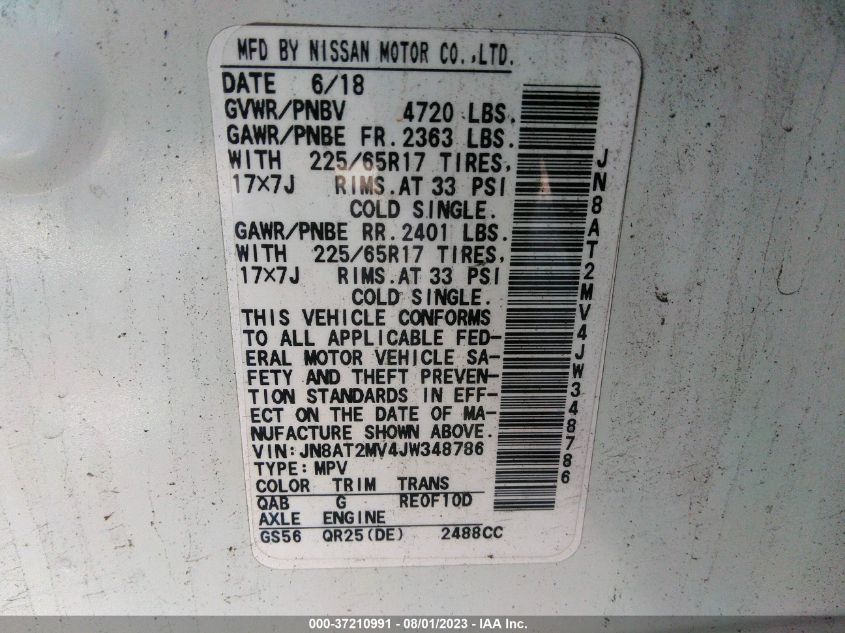 MFD BY NISSAN MOTOR CO.,LTD.
DATE 6/18
GVWR/PNBV 4720 LBS.
GAWR/PNBE FR. 2363 LBS.
WITH 225/65R17 TIRES,
17×7J RIMS. AT 33 PSI
COLD SINGLE.
GAWR/PNBE RR. 2401 LBS.
WITH 225/65R17 TIRES,
17×7J RIMS. AT 33 PSI
COLD SINGLE.
THIS VEHICLE CONFORMS
TO ALL APPLICABLE FED-
ERAL MOTOR VEHICLE SA-
FETY AND THEFT PREVEN-
TION STANDARDS IN EFF-
ECT ON THE DATE OF MA-
NUFACTURE SHOWN ABOVE.
VIN: JN8AT2MV4JW348786
TYPE: MPV
COLOR TRIM TRANS
QAB G RE0F10D
AXLE ENGINE
GS56 QR25(DE) 2488CC
JN8AT2MV4JW348786
000-37210991 - 08/01/2023 - IAA Inc.